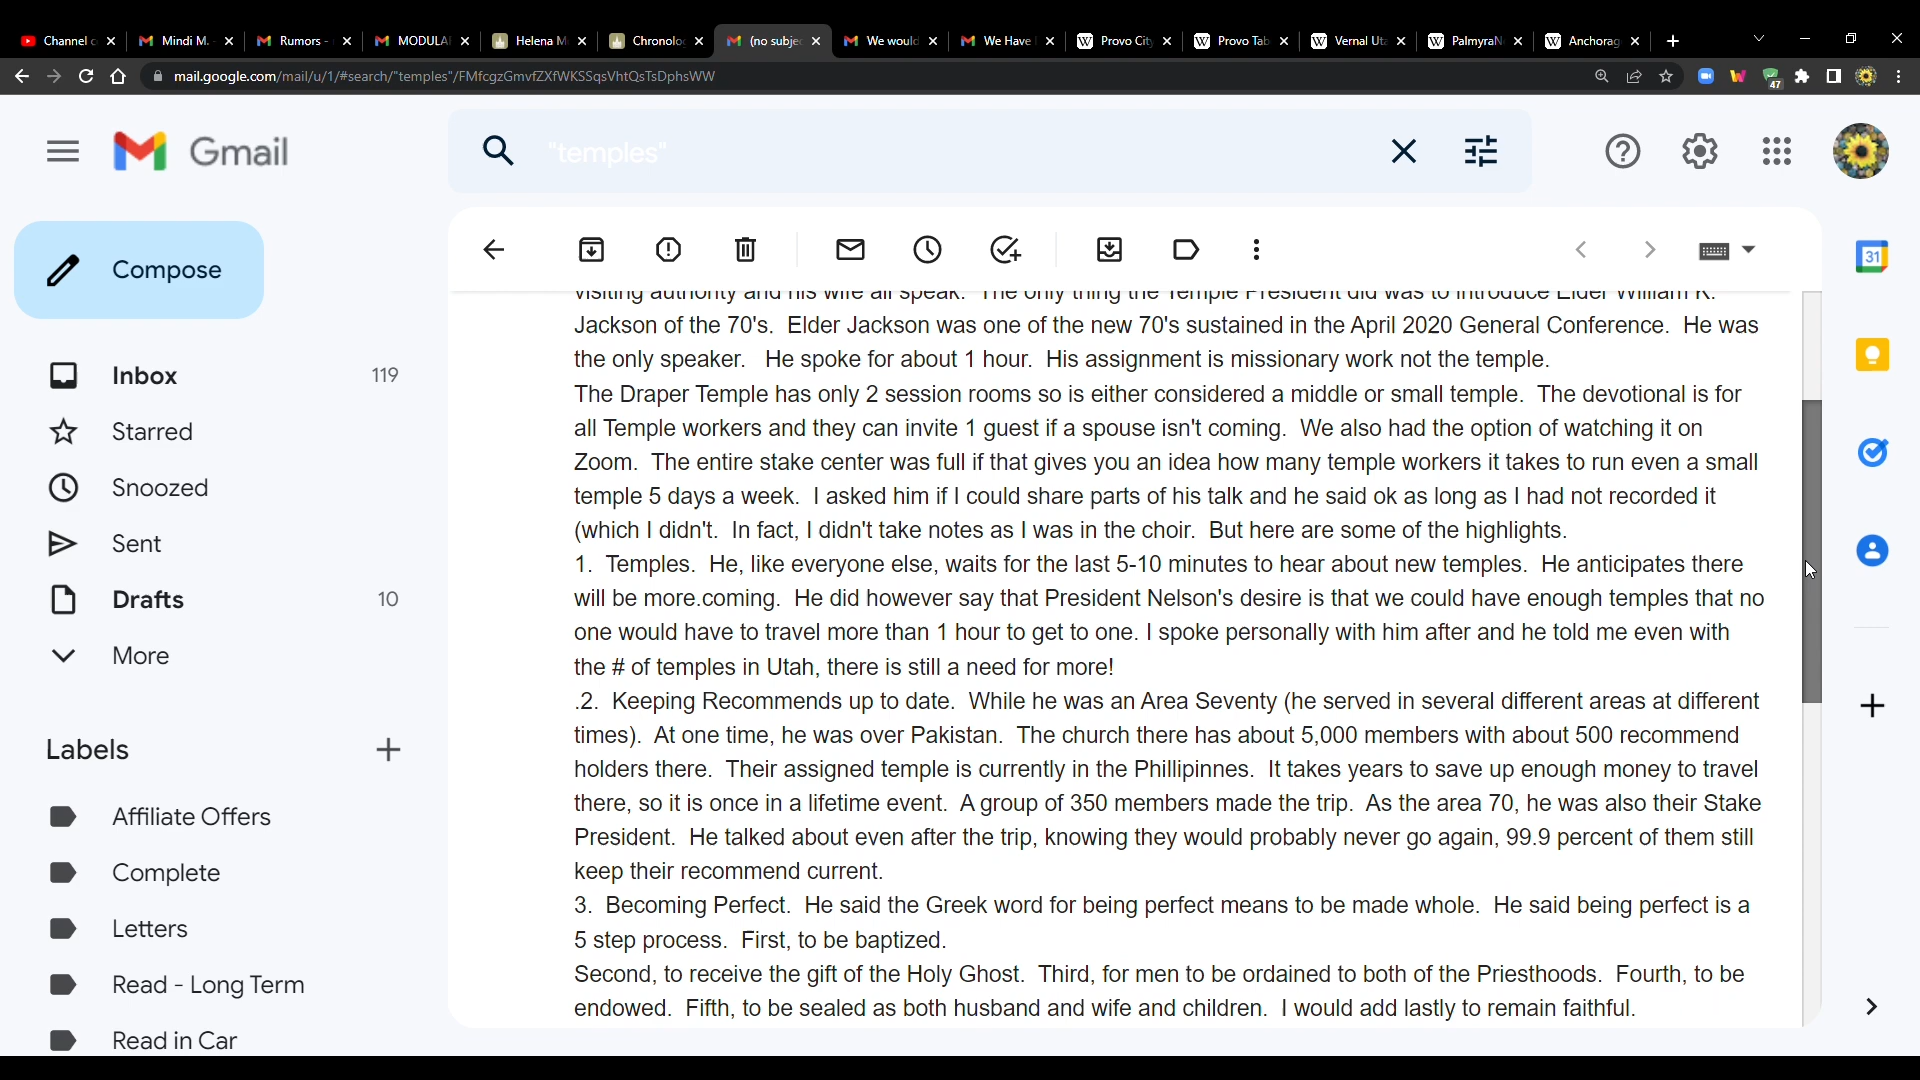 Channel c
Mindi M.
Rumors -
MODULA
Helena M
Chronolo
(no subje
We would
We Have
Provo City
Provo Tab
Vernal Ut
PalmyraN
Anchorag
mail.google.com/mail/u/1/#search/"temples"/FMfcgzGmvfZXfWKSSqsVhtQsTsDphsWW
47
Gmail
"temples"
Compose
Inbox 119
Starred
Snoozed
Sent
Drafts 10
More
Labels
Affiliate Offers
Complete
Letters
Read - Long Term
Read in Car
31
visiting authority and his wife all speak.  The only thing the Temple President did was to introduce Elder William K.
Jackson of the 70's.  Elder Jackson was one of the new 70's sustained in the April 2020 General Conference.  He was
the only speaker.   He spoke for about 1 hour.  His assignment is missionary work not the temple.
The Draper Temple has only 2 session rooms so is either considered a middle or small temple.  The devotional is for
all Temple workers and they can invite 1 guest if a spouse isn't coming.  We also had the option of watching it on
Zoom.  The entire stake center was full if that gives you an idea how many temple workers it takes to run even a small
temple 5 days a week.  I asked him if I could share parts of his talk and he said ok as long as I had not recorded it
(which I didn't.  In fact, I didn't take notes as I was in the choir.  But here are some of the highlights.
1.  Temples.  He, like everyone else, waits for the last 5-10 minutes to hear about new temples.  He anticipates there
will be more.coming.  He did however say that President Nelson's desire is that we could have enough temples that no
one would have to travel more than 1 hour to get to one. I spoke personally with him after and he told me even with
the # of temples in Utah, there is still a need for more!
.2.  Keeping Recommends up to date.  While he was an Area Seventy (he served in several different areas at different
times).  At one time, he was over Pakistan.  The church there has about 5,000 members with about 500 recommend
holders there.  Their assigned temple is currently in the Phillipinnes.  It takes years to save up enough money to travel
there, so it is once in a lifetime event.  A group of 350 members made the trip.  As the area 70, he was also their Stake
President.  He talked about even after the trip, knowing they would probably never go again, 99.9 percent of them still
keep their recommend current.
3.  Becoming Perfect.  He said the Greek word for being perfect means to be made whole.  He said being perfect is a
5 step process.  First, to be baptized.
Second, to receive the gift of the Holy Ghost.  Third, for men to be ordained to both of the Priesthoods.  Fourth, to be
endowed.  Fifth, to be sealed as both husband and wife and children.  I would add lastly to remain faithful.